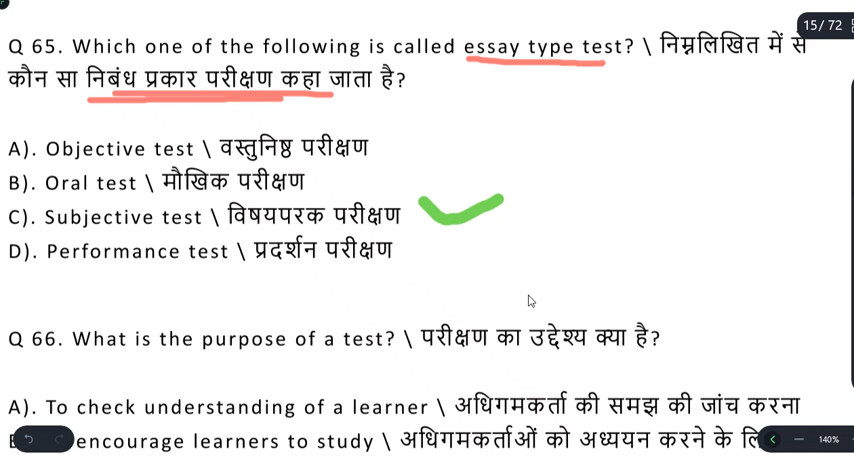 15/ 72
Q 65. Which one of the following is called essay type test? \ निम्नलिखित में से
कौन सा निबंध प्रकार परीक्षण कहा जाता है?
A). Objective test \ वस्तुनिष्ठ परीक्षण
B). Oral test \ मौखिक परीक्षण
C). Subjective test \ विषयपरक परीक्षण
D). Performance test \ प्रदर्शन परीक्षण
Q 66. What is the purpose of a test? \ परीक्षण का उद्देश्य क्या है?
A). To check understanding of a learner \ अधिगमकर्ता की समझ की जांच करना
encourage learners to study \ अधिगमकर्ताओं को अध्ययन करने के
140%